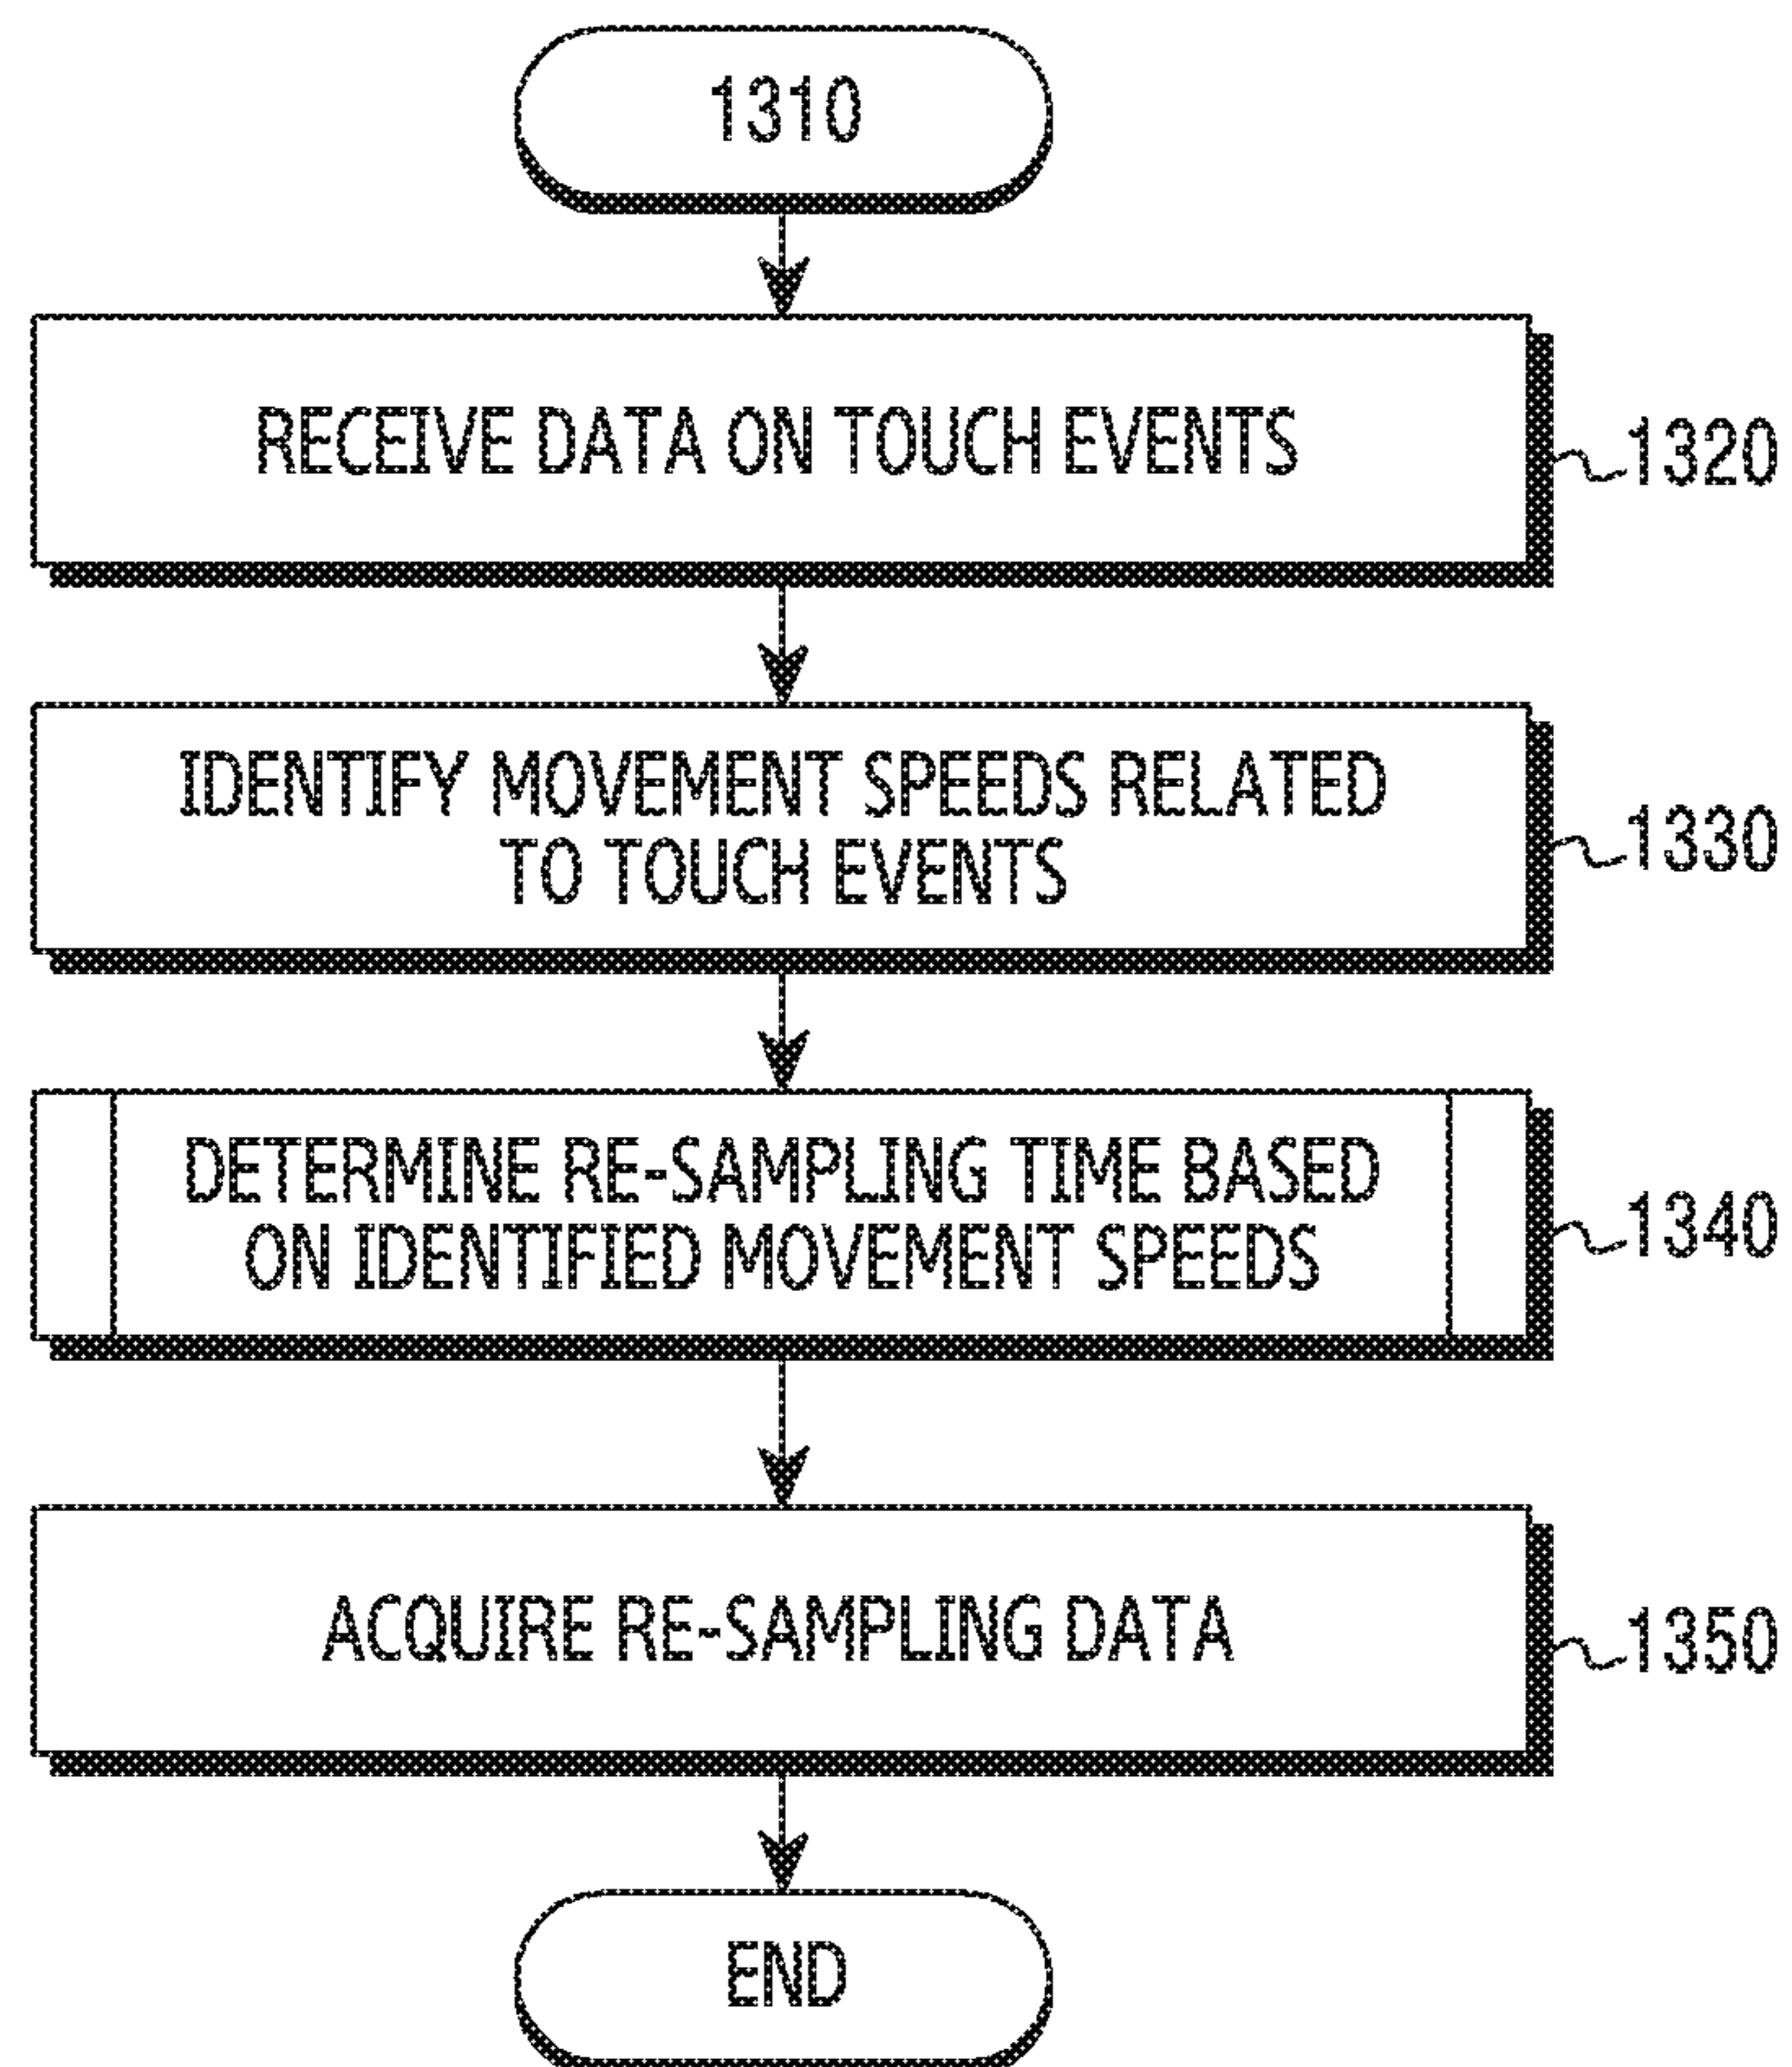 1310
RECEIVE DATA ON TOUCH EVENTS
1320
IDENTIFY MOVEMENT SPEEDS RELATED
TO TOUCH EVENTS
1330
DETERMINE RE-SAMPLING TIME BASED
ON IDENTIFIED MOVEMENT SPEEDS
1340
ACQUIRE RE-SAMPLING DATA
1350
END